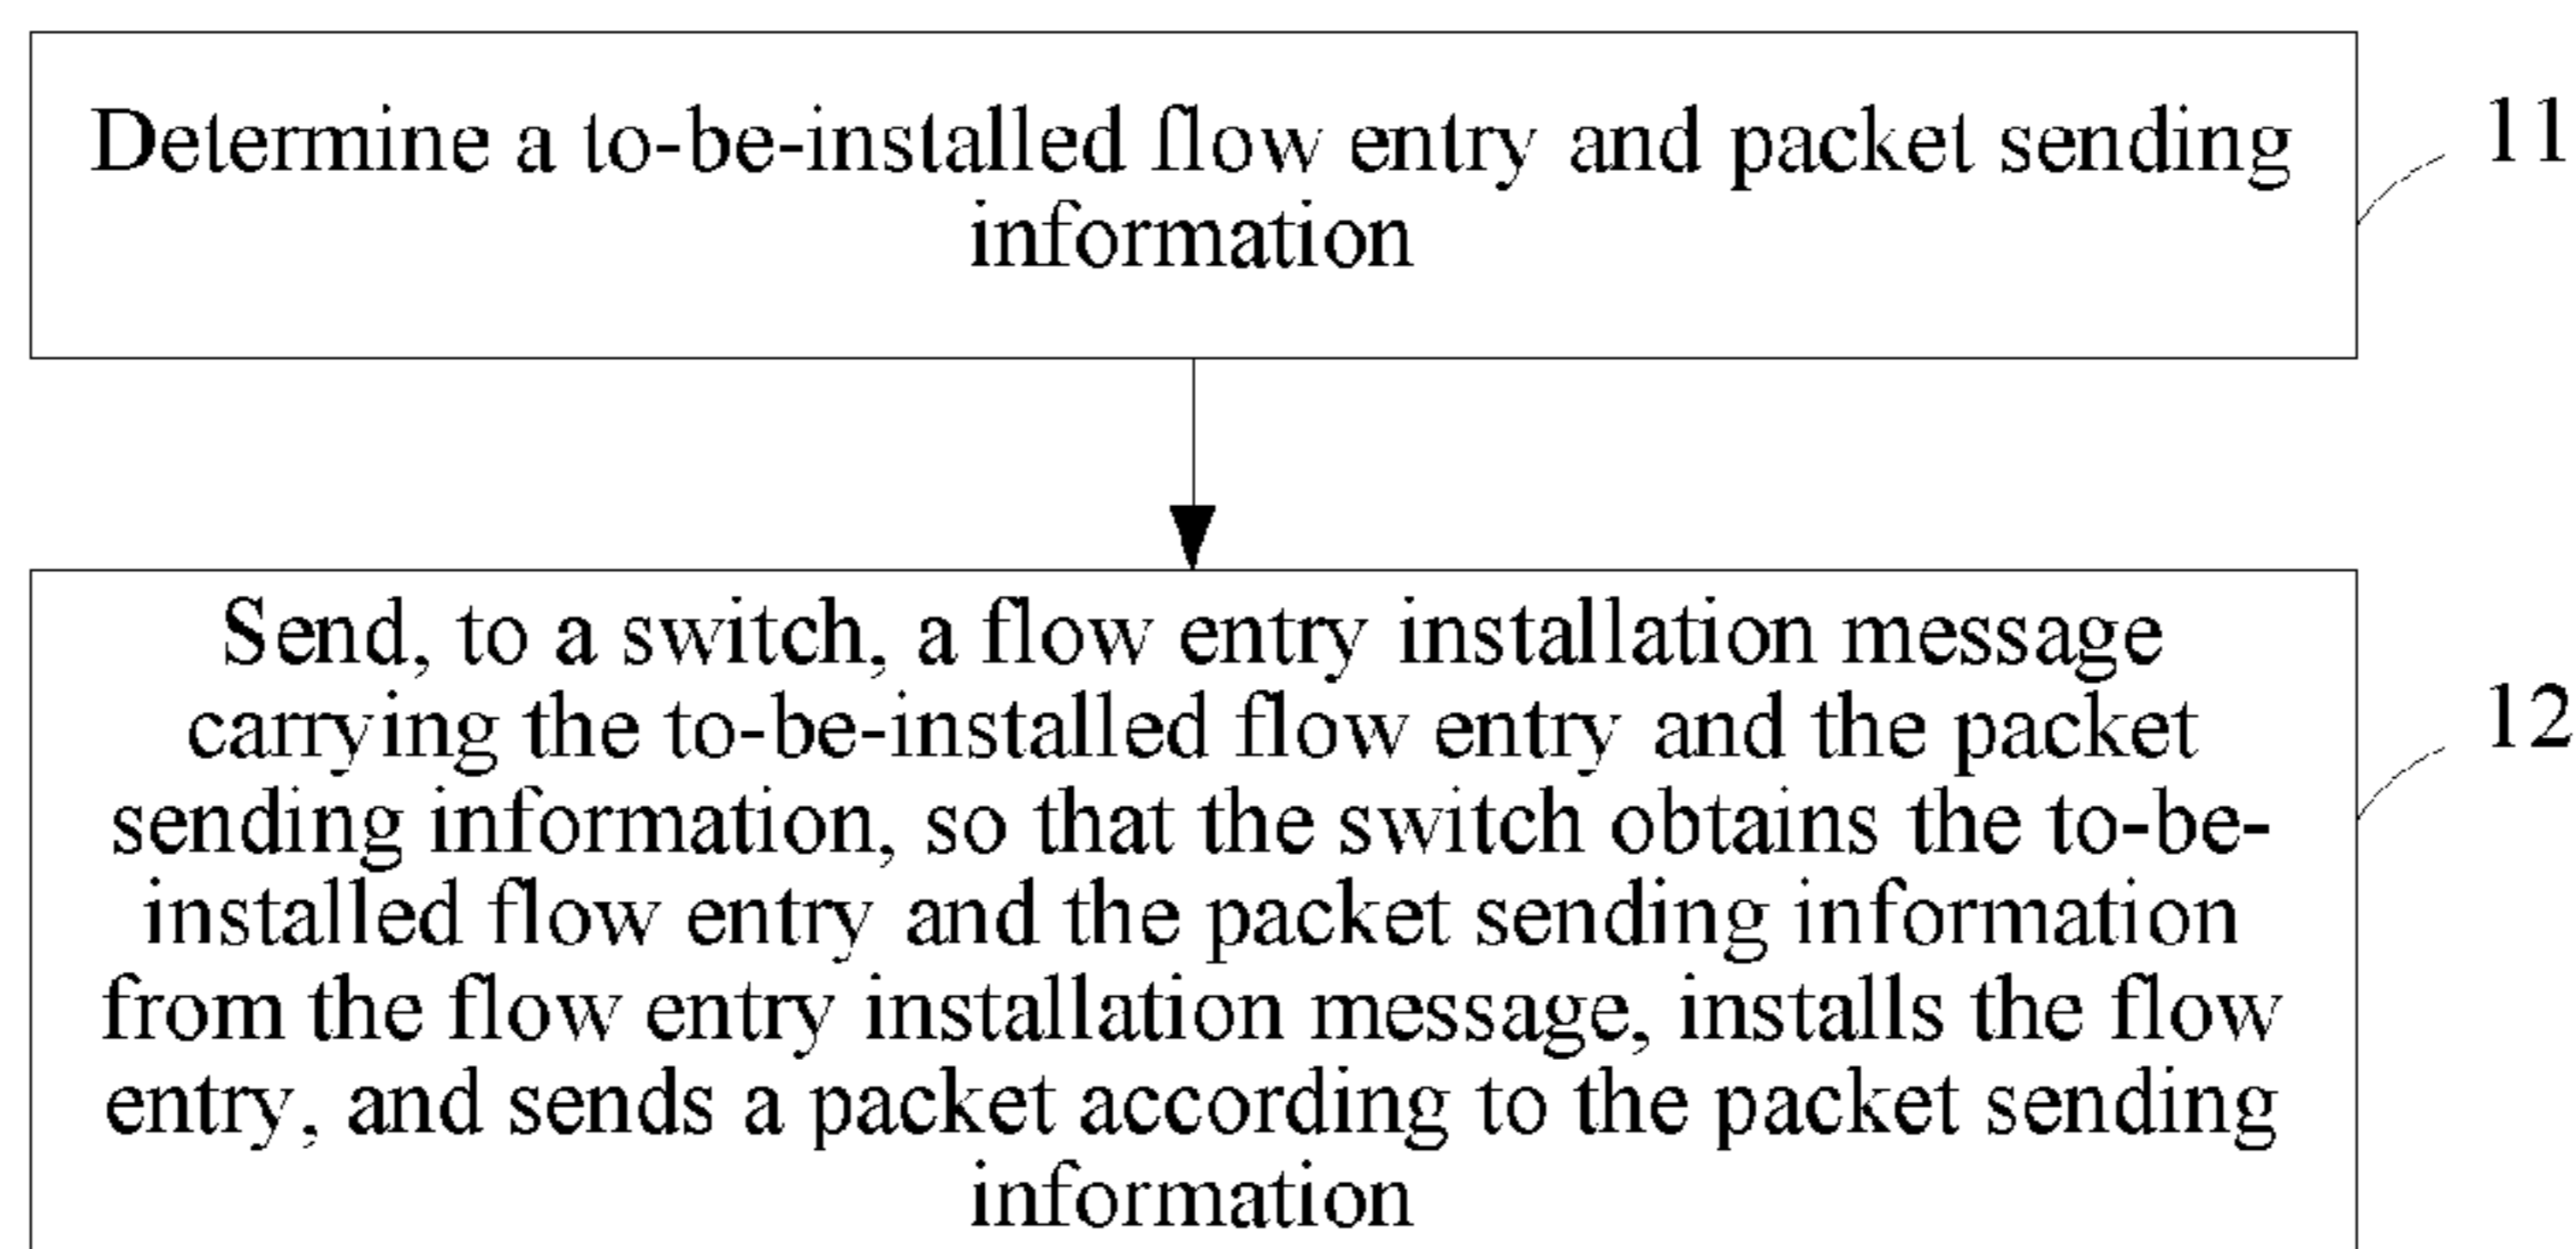 Determine a to-be-installed flow entry and packet sending
information
11
Send, to a switch, a flow entry installation message
carrying the to-be-installed flow entry and the packet
sending information, so that the switch obtains the to-be-
installed flow entry and the packet sending information
from the flow entry installation message, installs the flow
entry, and sends a packet according to the packet sending
information
12